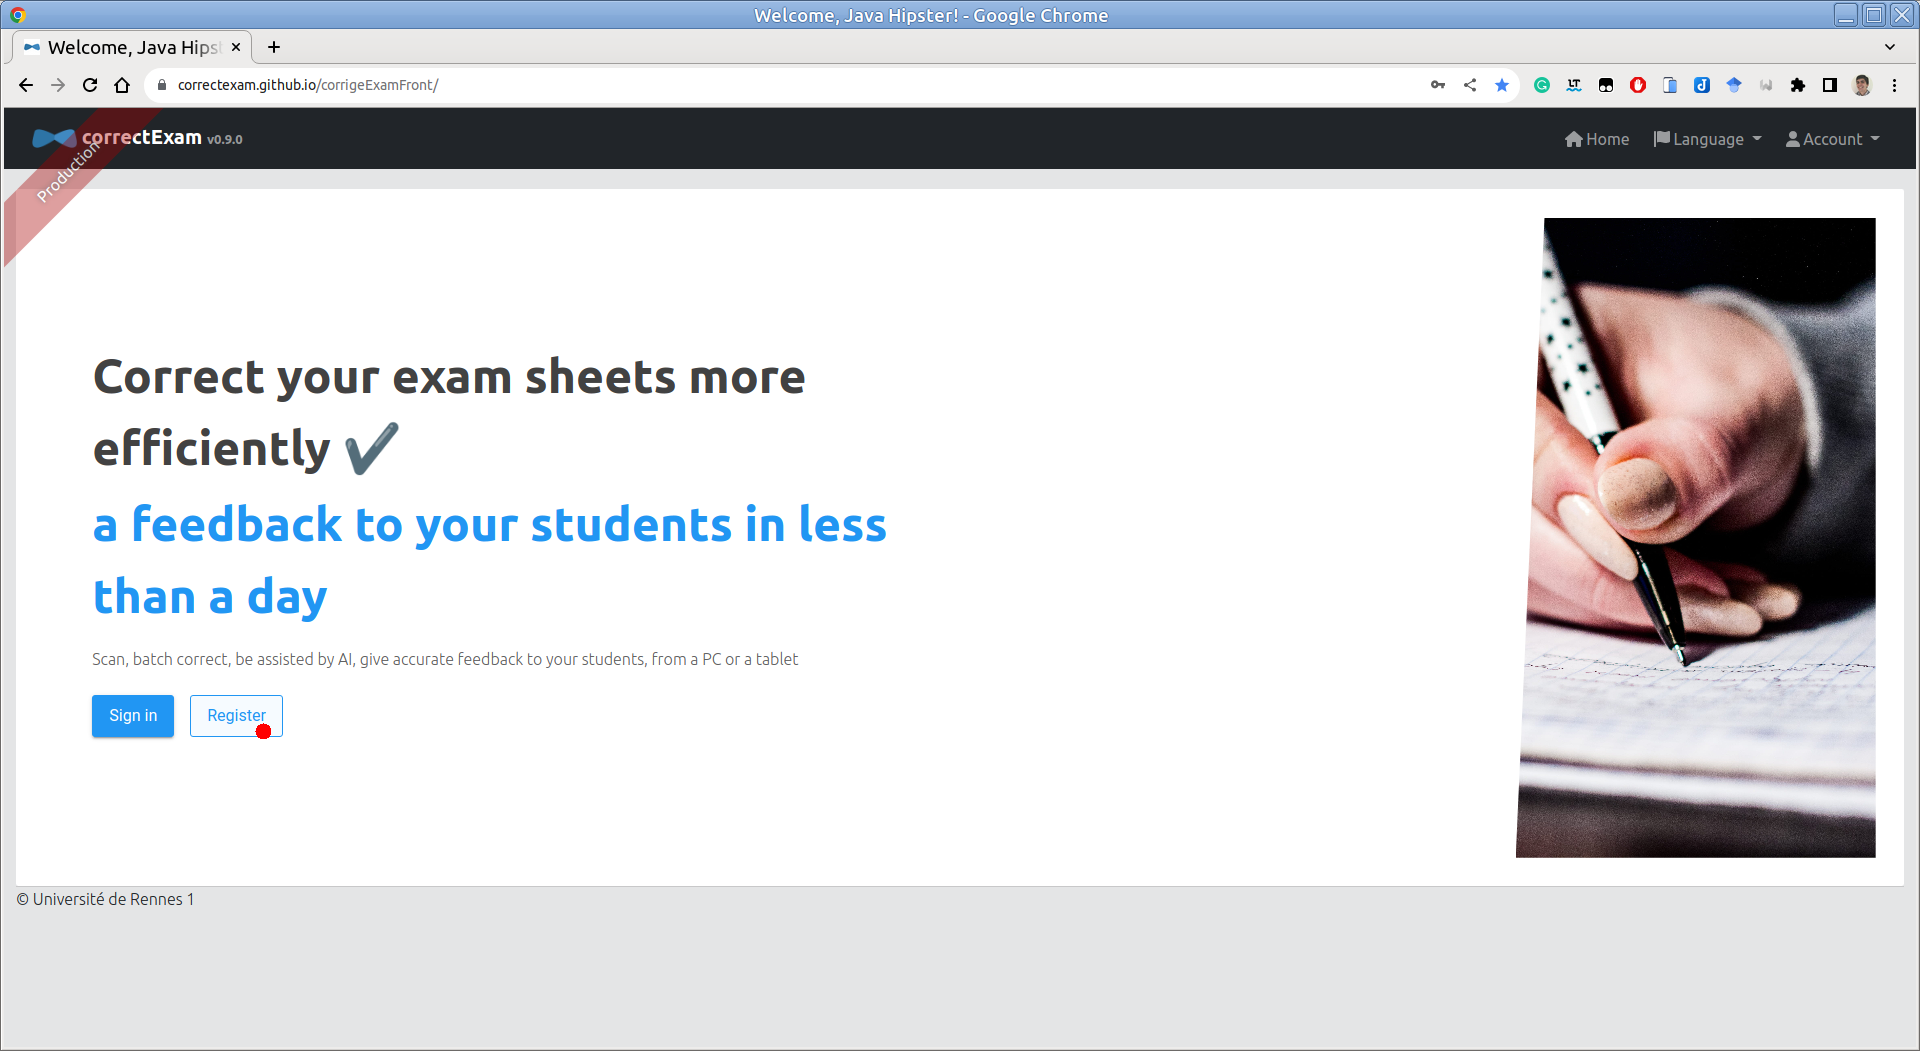 Welcome, Java Hipster! - Google Chrome
Welcome, Java Hips
correctexam.github.io/corrigeExamFront/
correctExam v0.9.0
Home
Language
Account
Production
Correct your exam sheets more
efficiently ✔
a feedback to your students in less
than a day
Scan, batch correct, be assisted by AI, give accurate feedback to your students, from a PC or a tablet
Sign in
Register
© Université de Rennes 1